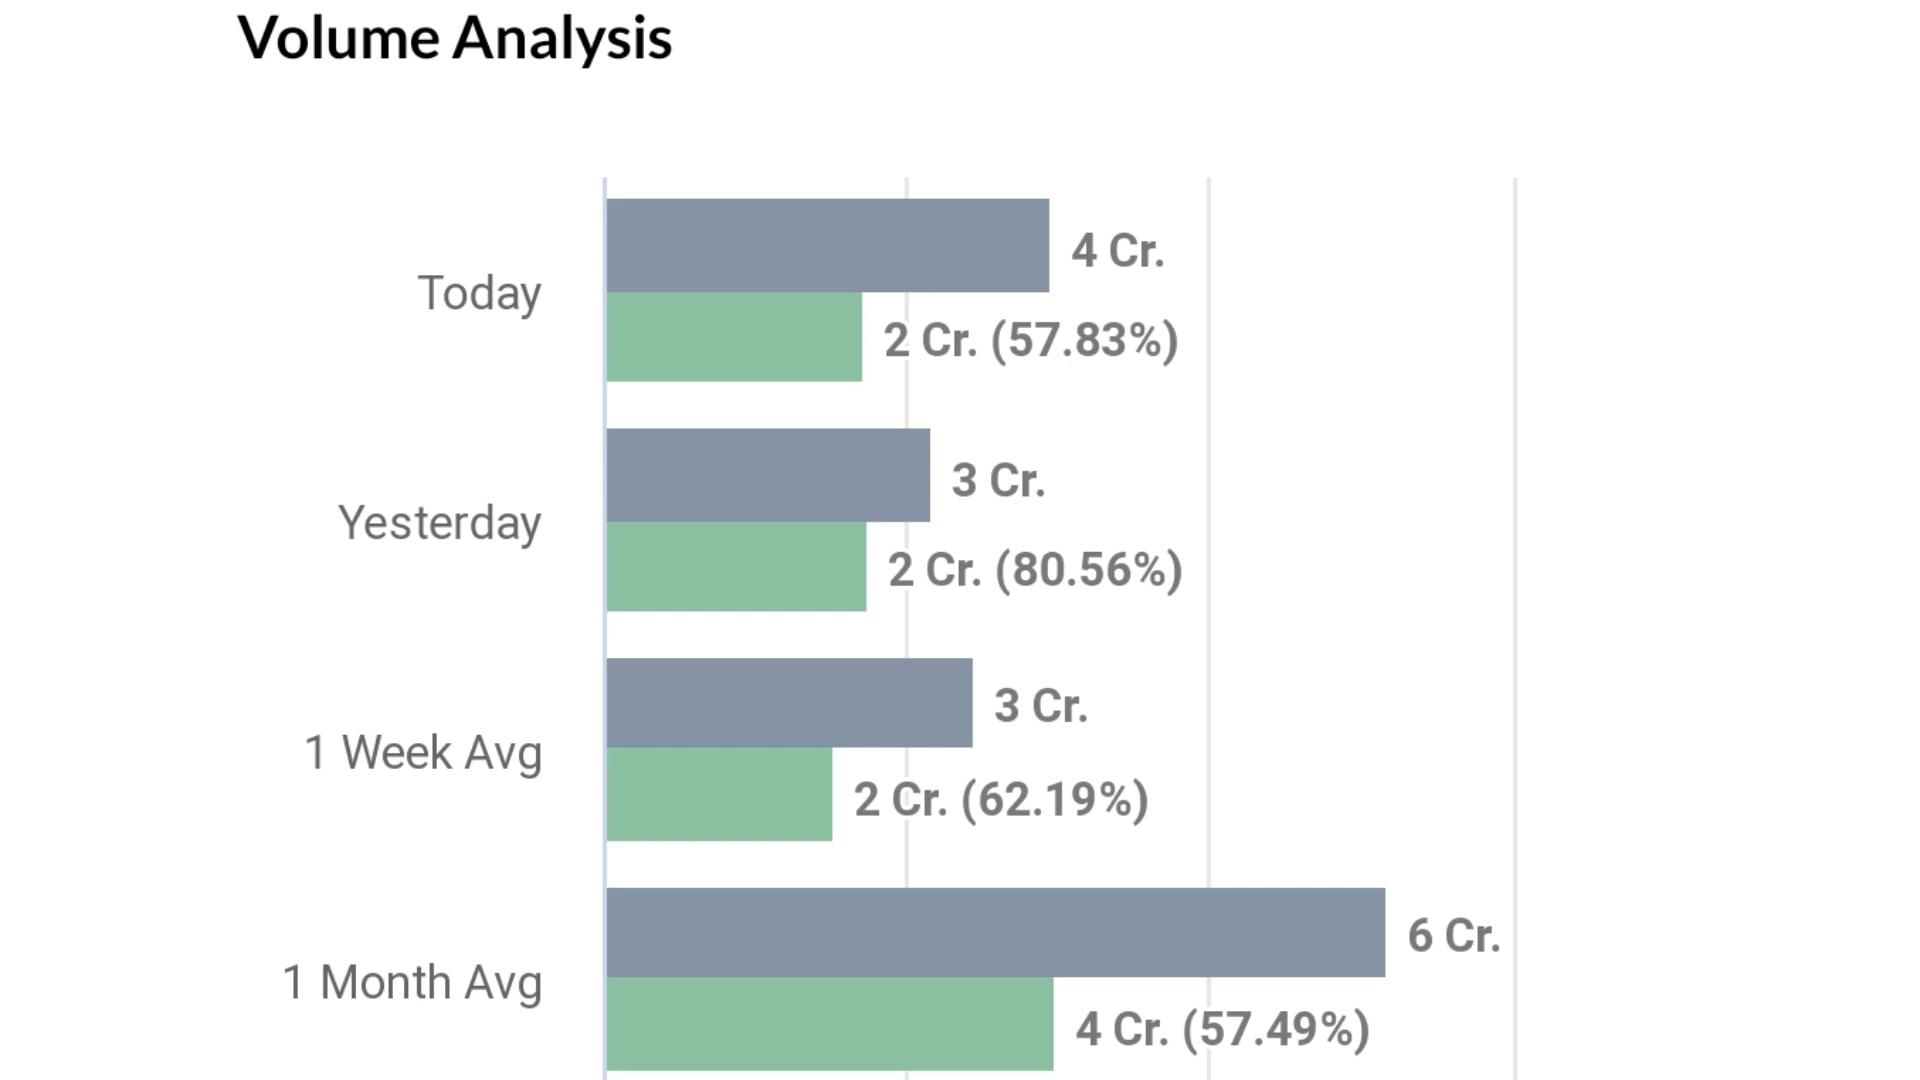 Volume Analysis
4 Cr.
Today
2 Cr. (57.83%)
3 Cr.
Yesterday
2 Cr. (80.56%)
3 Cr.
1 Week Avg
2 Cr. (62.19%)
6 Cr.
1 Month Avg
4 Cr. (57.49%)